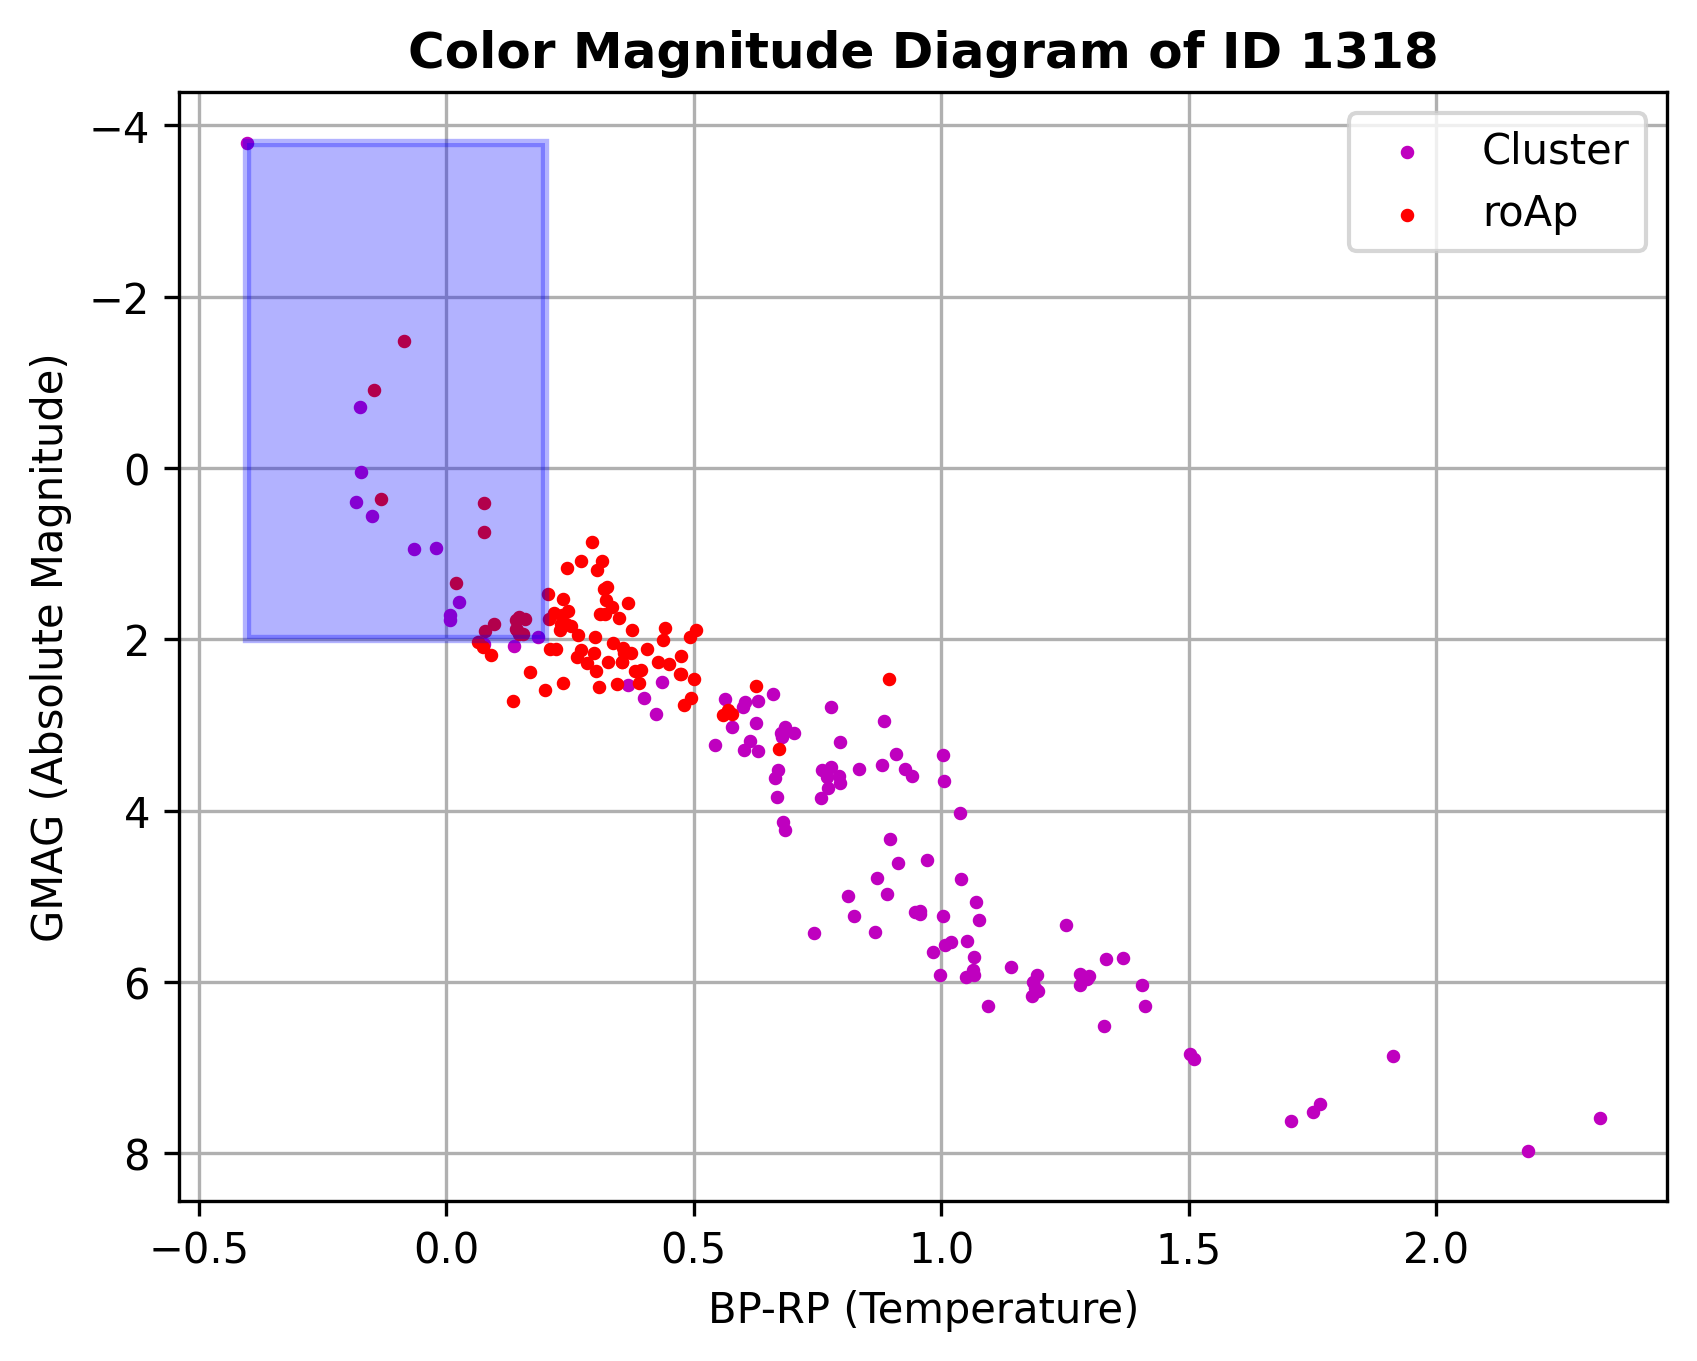 Color Magnitude Diagram of ID 1318
Cluster
roAp
−4
−2
0
2
4
6
8
GMAG (Absolute Magnitude)
−0.5 0.0 0.5 1.0 1.5 2.0
BP-RP (Temperature)